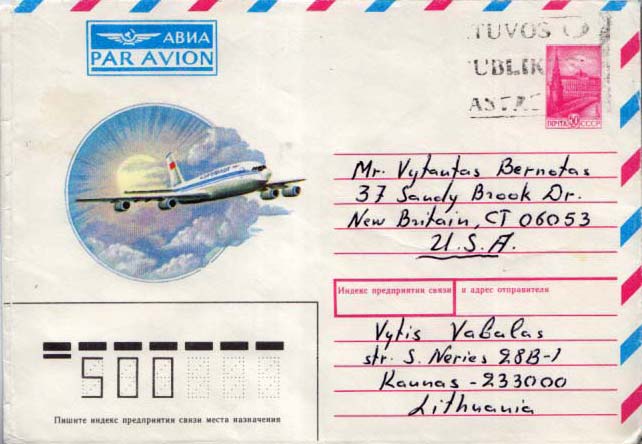 АВИА
PAR AVION
TUVOS
UBLIK
АЭРОФЛОТ
ПОЧТА 50 СССР
Mr. Vytautas Bernotas
37 Sandy Brook Dr.
New Britain, CT 06053
U.S.A.
Индекс предприятия связи и адрес отправителя
Vytis Vabalas
str. S. Neries 28B-1
Kaunas - 233000
Lithuania
500
Пишите индекс предприятия связи места назначения